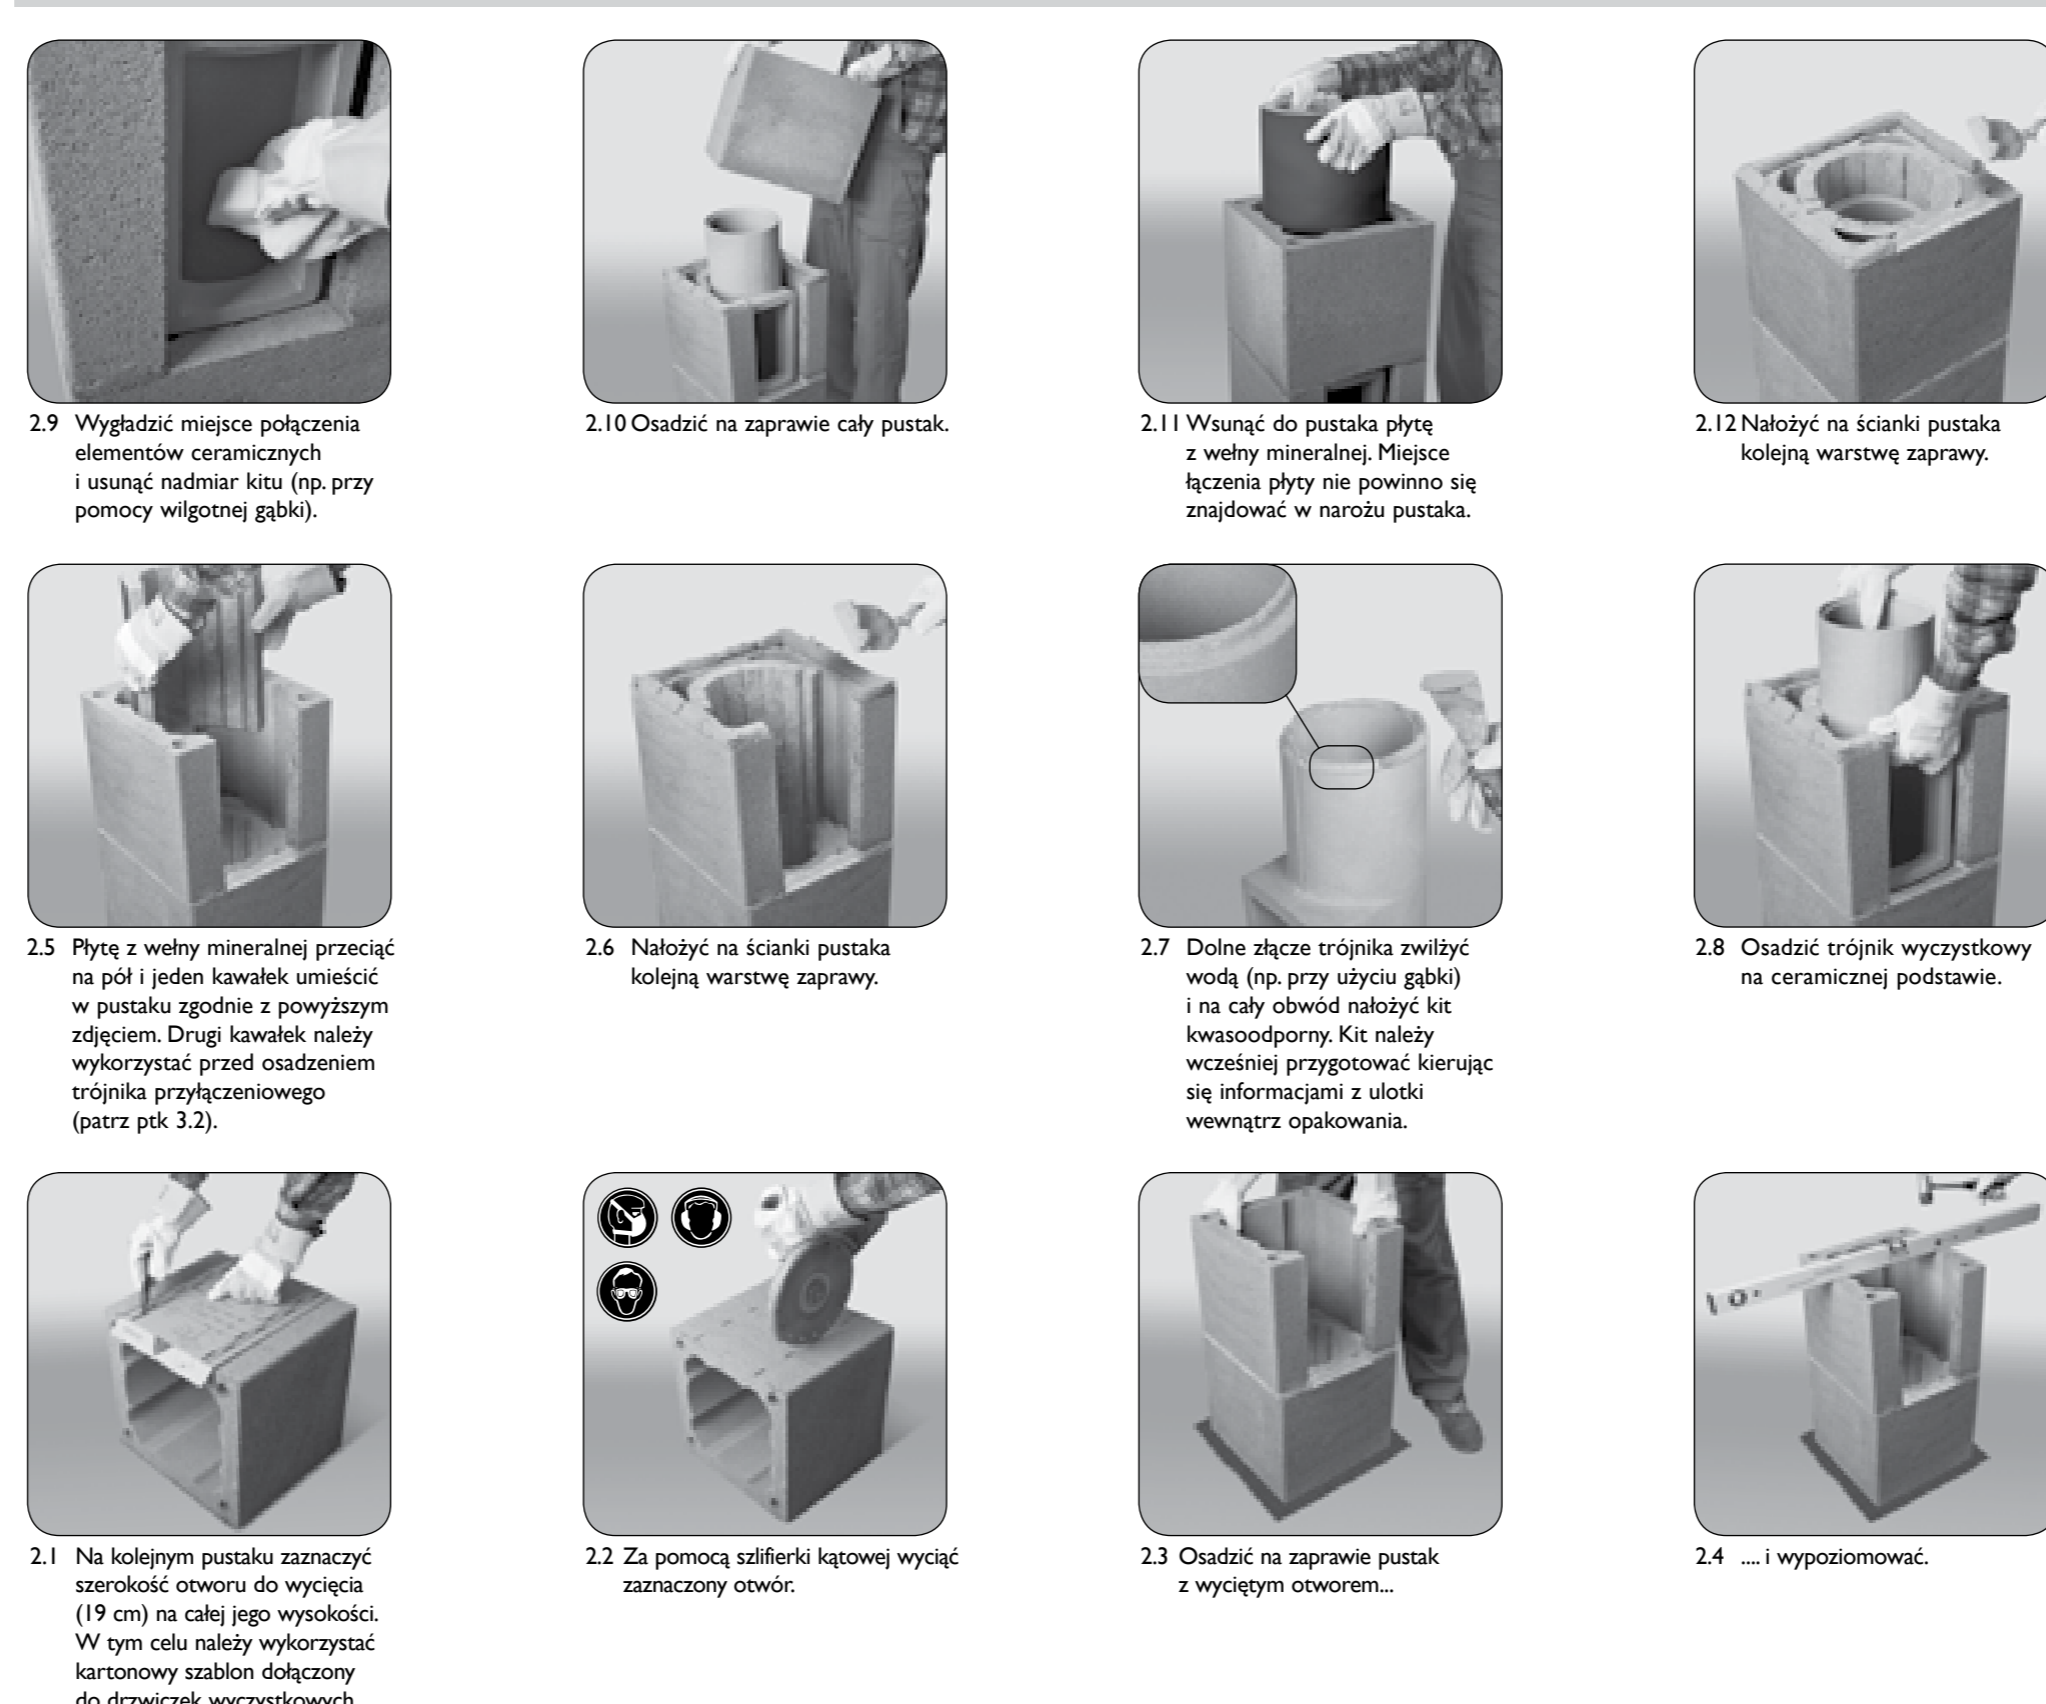 2.9 Wygładzić miejsce połączenia
elementów ceramicznych
i usunąć nadmiar kitu (np. przy
pomocy wilgotnej gąbki).
2.10 Osadzić na zaprawie cały pustak.
2.11 Wsunąć do pustaka płytę
z wełny mineralnej. Miejsce
łączenia płyty nie powinno się
znajdować w narożu pustaka.
2.12 Nałożyć na ścianki pustaka
kolejną warstwę zaprawy.
2.5 Płytę z wełny mineralnej przeciąć
na pół i jeden kawałek umieścić
w pustaku zgodnie z powyższym
zdjęciem. Drugi kawałek należy
wykorzystać przed osadzeniem
trójnika przyłączeniowego
(patrz ptk 3.2).
2.6 Nałożyć na ścianki pustaka
kolejną warstwę zaprawy.
2.7 Dolne złącze trójnika zwilżyć
wodą (np. przy użyciu gąbki)
i na cały obwód nałożyć kit
kwasoodporny. Kit należy
wcześniej przygotować kierując
się informacjami z ulotki
wewnątrz opakowania.
2.8 Osadzić trójnik wyczystkowy
na ceramicznej podstawie.
2.1 Na kolejnym pustaku zaznaczyć
szerokość otworu do wycięcia
(19 cm) na całej jego wysokości.
W tym celu należy wykorzystać
kartonowy szablon dołączony
do drzwiczek wyczystkowych
2.2 Za pomocą szlifierki kątowej wyciąć
zaznaczony otwór.
2.3 Osadzić na zaprawie pustak
z wyciętym otworem...
2.4 .... i wypoziomować.